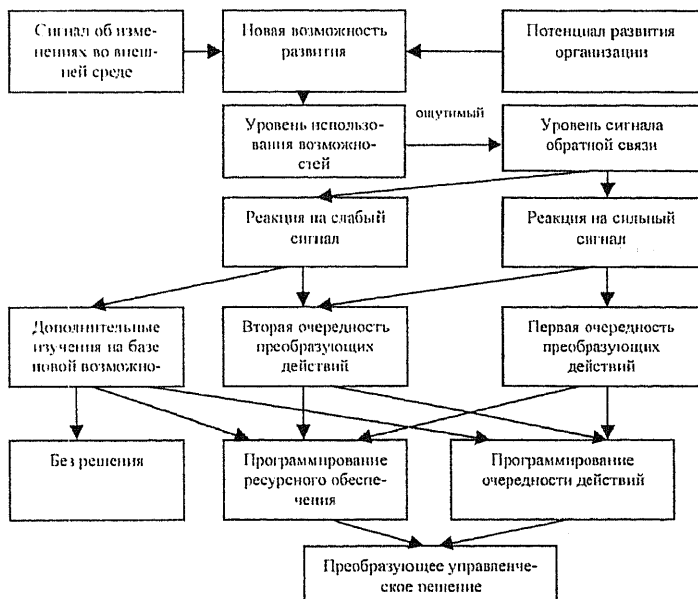 Сигнал об изме-
нениях во внеш-
ней среде
Новая возможность
развития
Потенциал развития
организации
Уровень использо-
вания возможно-
стей
ощутимый
Уровень сигнала
обратной связи
Реакция на слабый
сигнал
Реакция на сильный
сигнал
Дополнительные
изучения на базе
новой возможно-
Вторая очередность
преобразующих
действий
Первая очередность
преобразующих
действий
Без решения
Программирование
ресурсного обеспе-
чения
Программирование
очередности действий
Преобразующее управленче-
ское решение